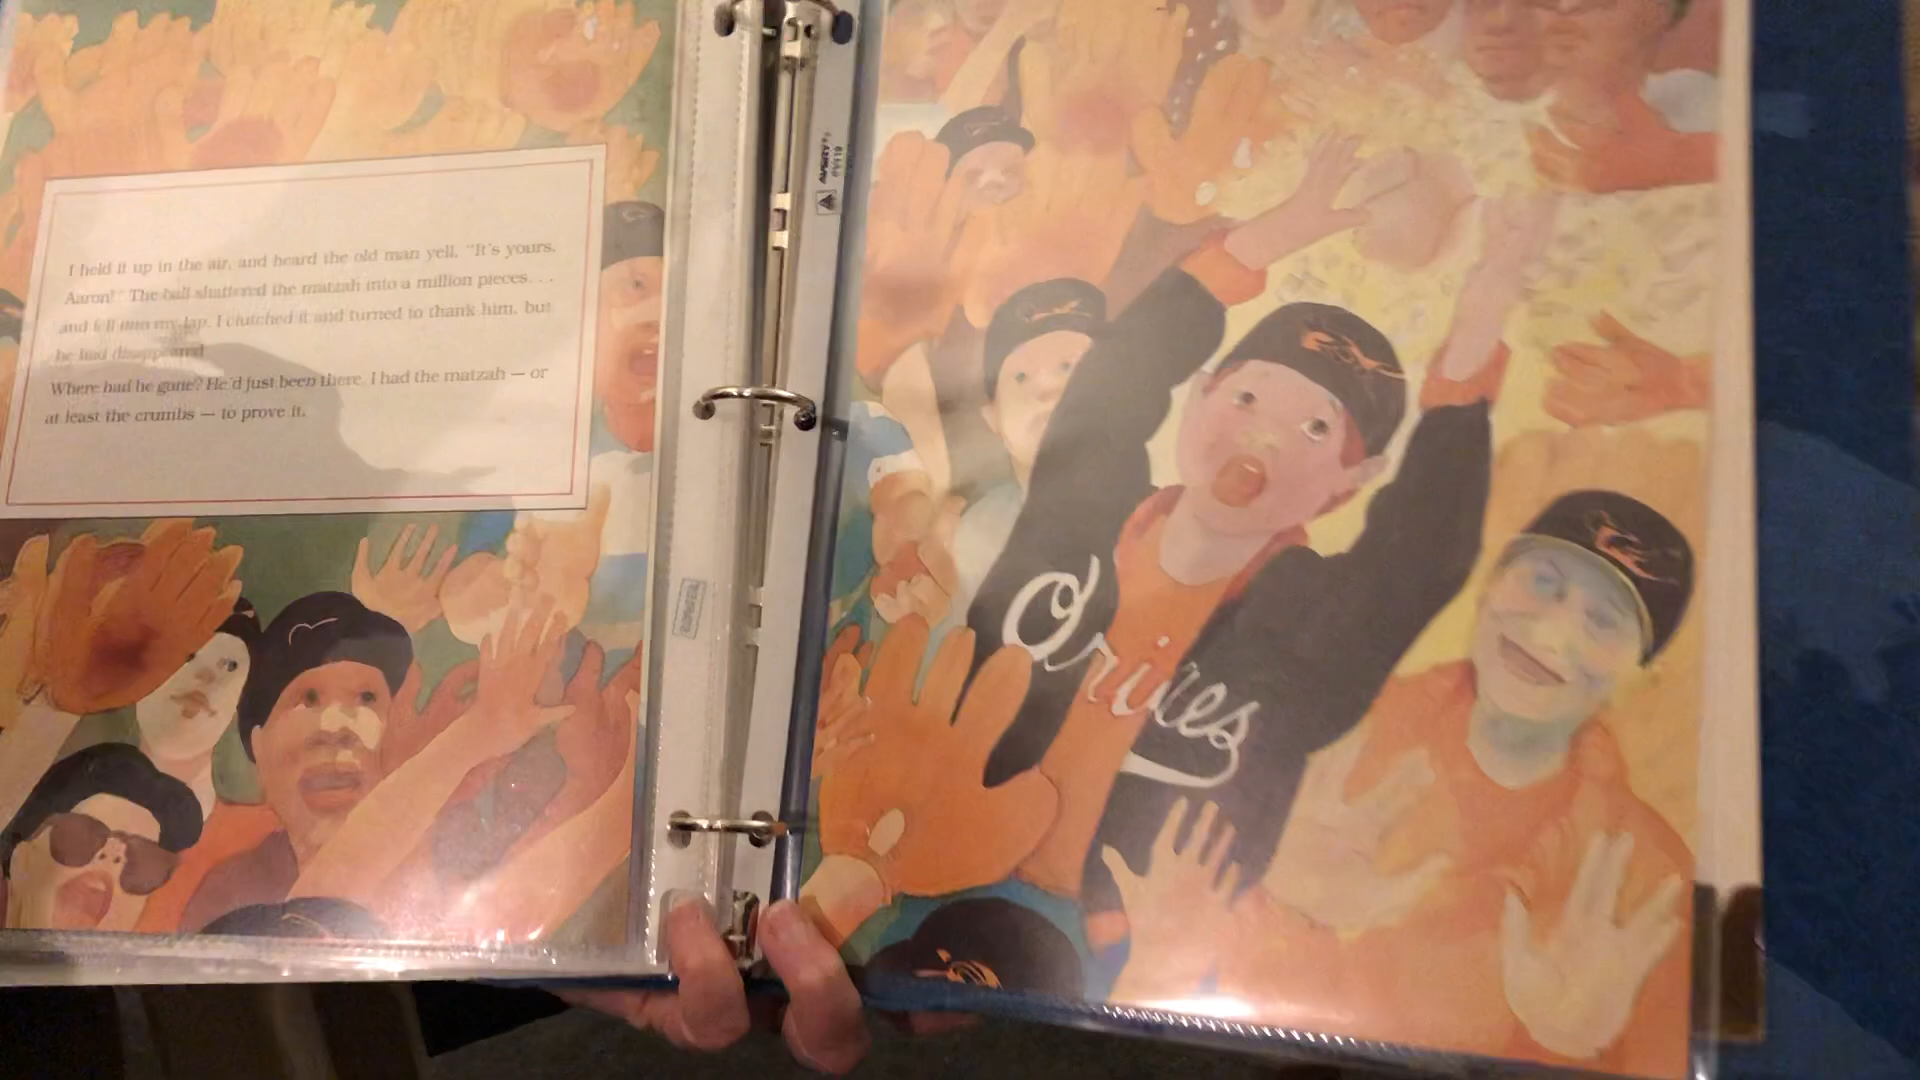 I held it up in the air, and heard the old man yell, "It's yours,
Aaron!" The ball shattered the matzah into a million pieces . . .
and fell into my lap. I clutched it and turned to thank him, but
he had disappeared.
Where had he gone? He'd just been there. I had the matzah — or
at least the crumbs — to prove it.
Orioles